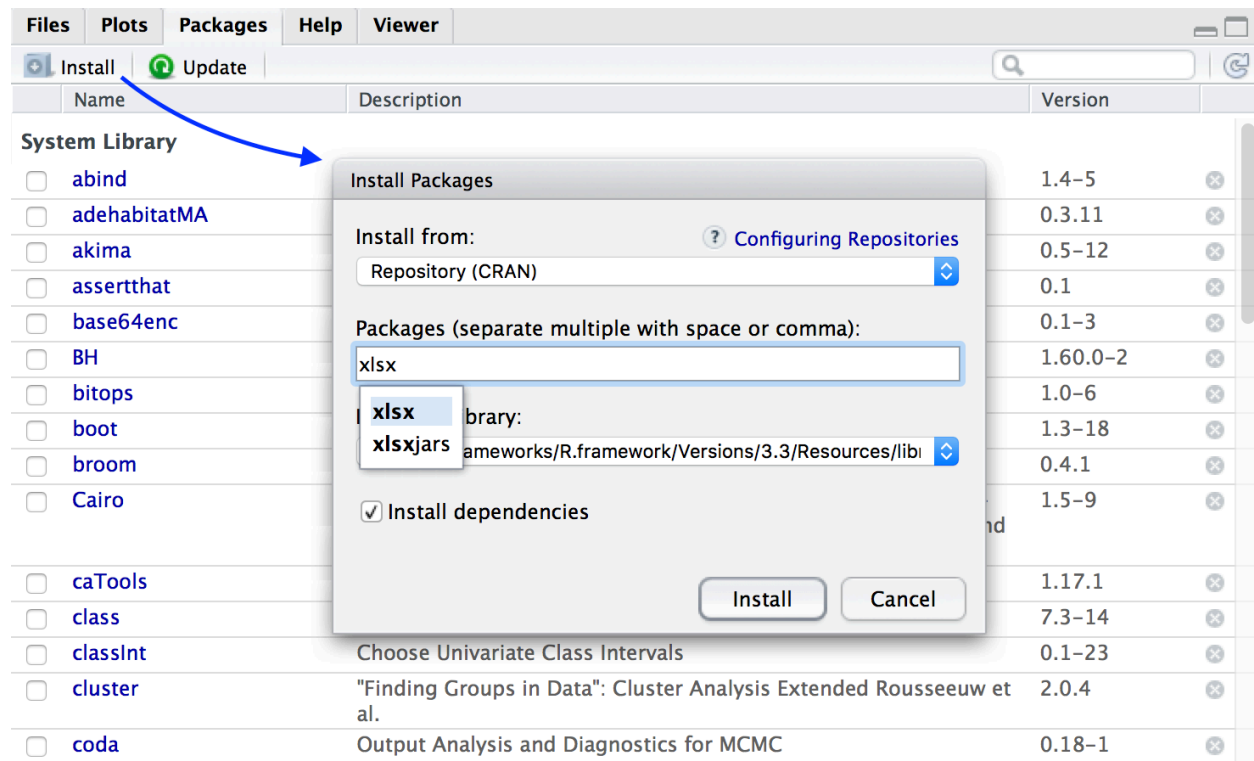 Files Plots Packages Help Viewer
Install Update
Name Description Version
System Library
abind 1.4-5
adehabitatMA 0.3.11
akima 0.5-12
assertthat 0.1
base64enc 0.1-3
BH 1.60.0-2
bitops 1.0-6
boot 1.3-18
broom 0.4.1
Cairo 1.5-9
caTools 1.17.1
class 7.3-14
classInt Choose Univariate Class Intervals 0.1-23
cluster "Finding Groups in Data": Cluster Analysis Extended Rousseeuw et 2.0.4
al.
coda Output Analysis and Diagnostics for MCMC 0.18-1
Install Packages
Install from: ? Configuring Repositories
Repository (CRAN)
Packages (separate multiple with space or comma):
xlsx
xlsx
xlsxjars
brary:
ameworks/R.framework/Versions/3.3/Resources/libr
Install dependencies
Install Cancel